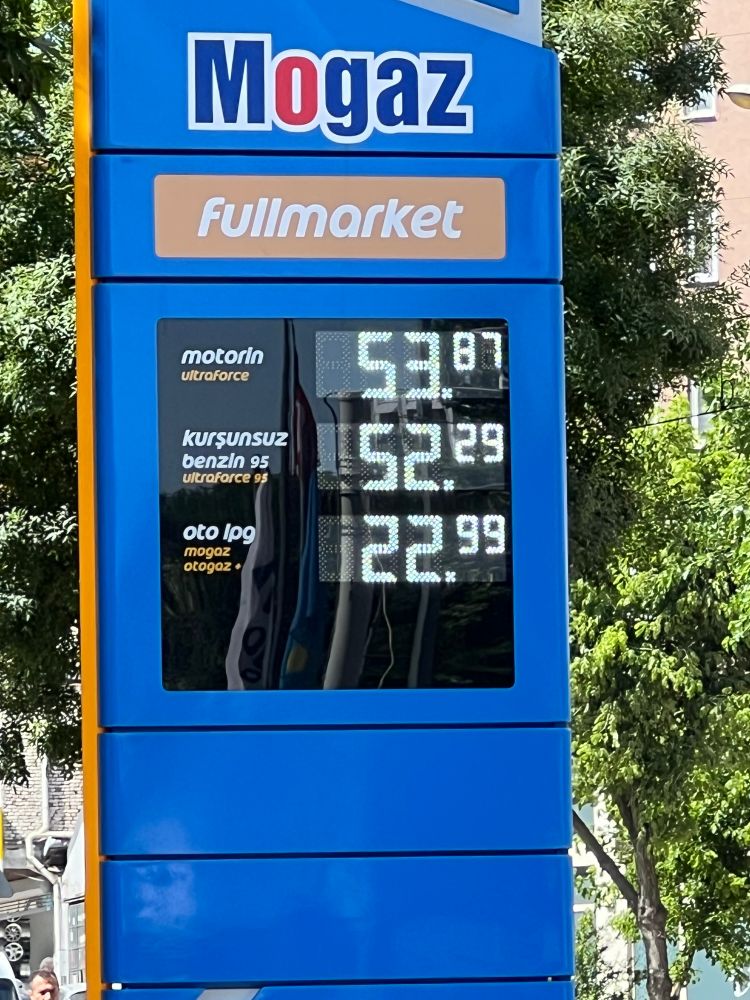 Mogaz
fullmarket
motorin 53.87
ultraforce
kurşunsuz
benzin 95 52.29
ultraforce 95
oto lpg 22.99
mogaz
otogaz +